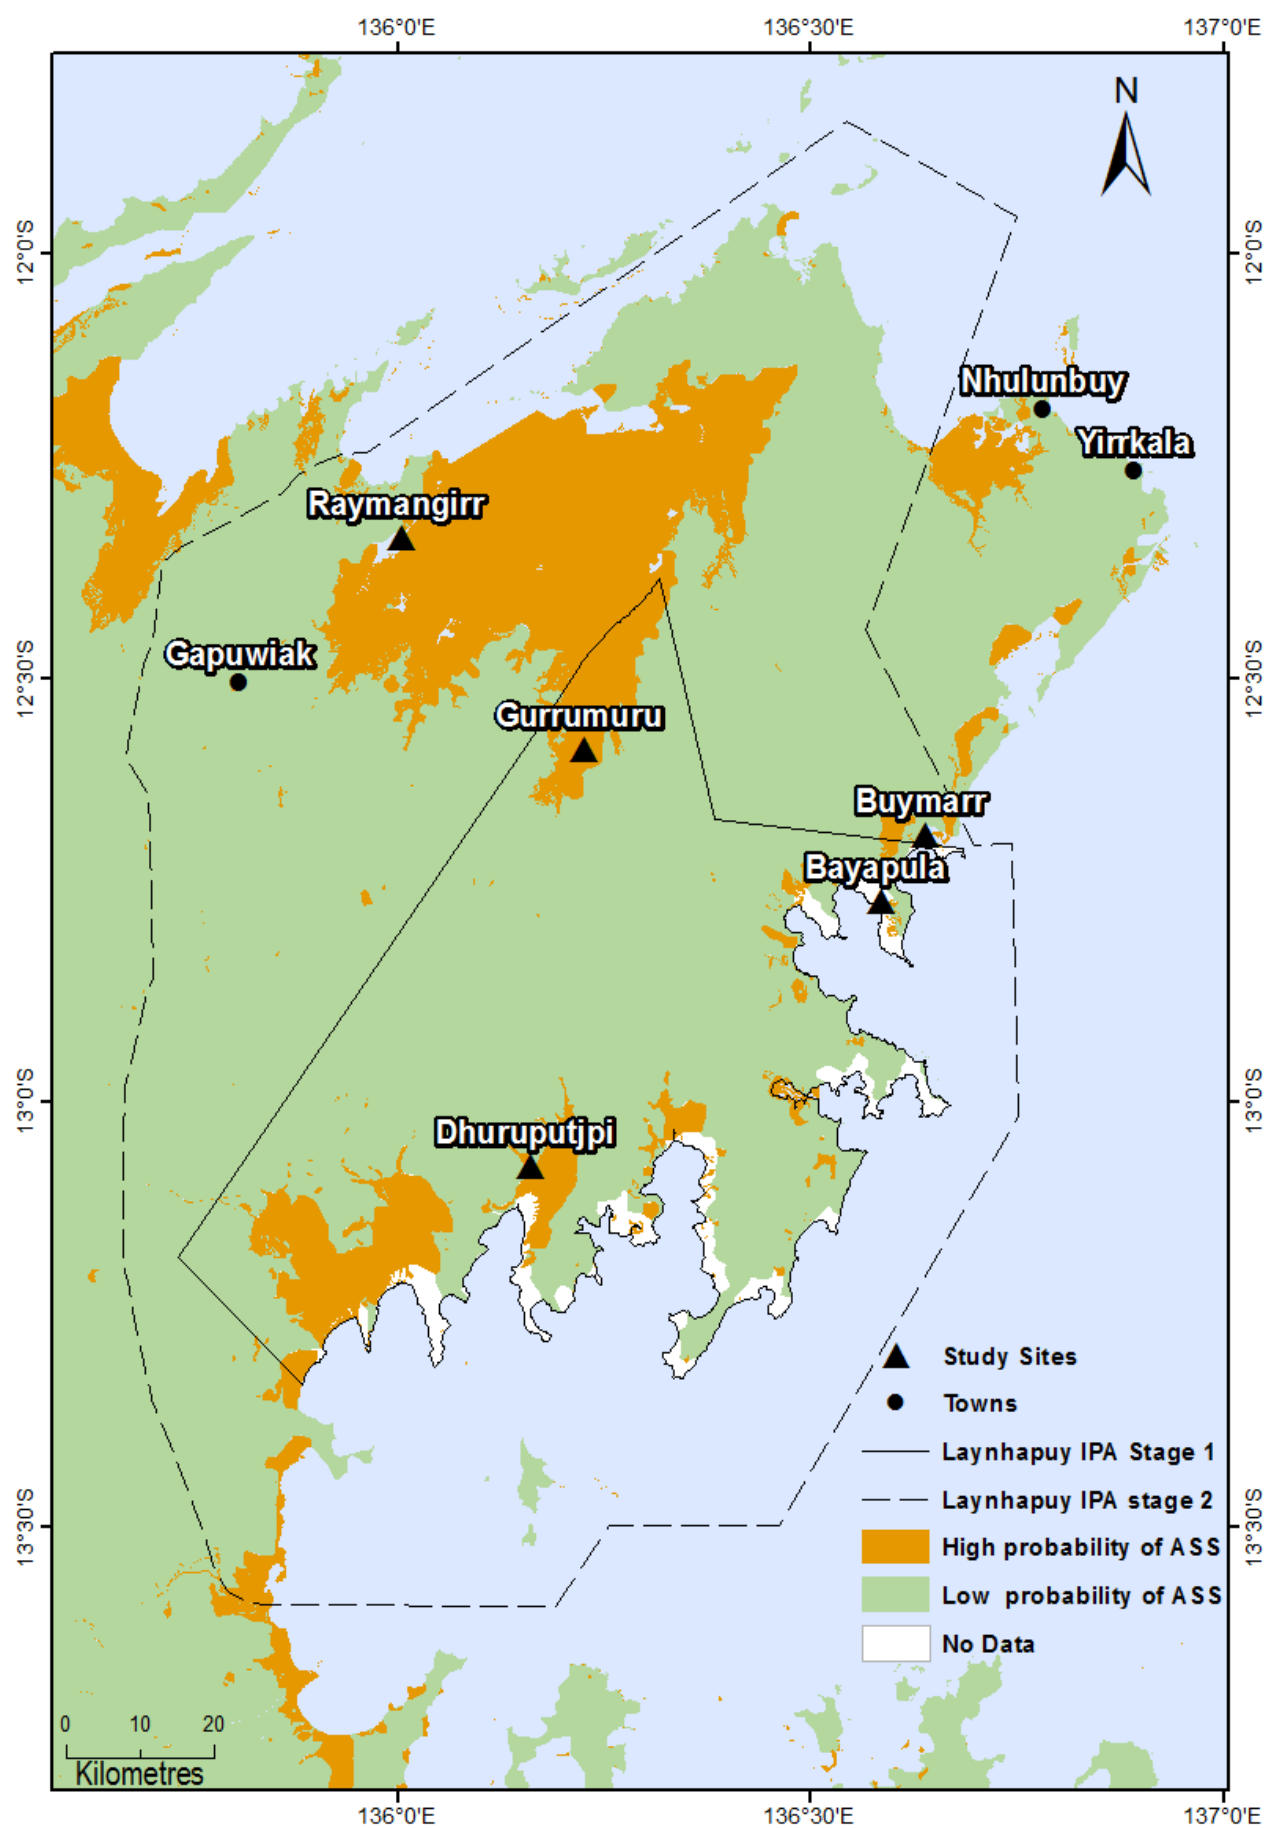 136°0'E
136°30'E
137°0'E
N
12°0'S
12°0'S
Nhulunbuy
Yirrkala
Raymangirr
Gapuwiak
12°30'S
12°30'S
Gurrumuru
Buymarr
Bayapula
13°0'S
13°0'S
Dhuruputjpi
Study Sites
Towns
Laynhapuy IPA Stage 1
Laynhapuy IPA stage 2
13°30'S
13°30'S
High probability of ASS
Low probability of ASS
No Data
0 10 20
Kilometres
136°0'E
136°30'E
137°0'E